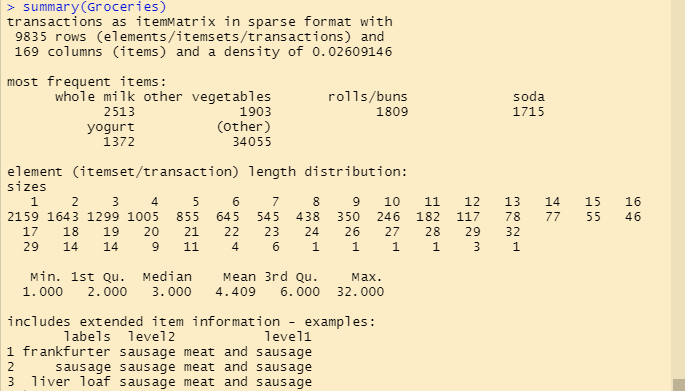 > summary(Groceries)
transactions as itemMatrix in sparse format with
 9835 rows (elements/itemsets/transactions) and
 169 columns (items) and a density of 0.02609146

most frequent items:
      whole milk other vegetables       rolls/buns             soda
            2513             1903             1809             1715
          yogurt          (Other)
            1372            34055

element (itemset/transaction) length distribution:
sizes
   1    2    3    4    5    6    7    8    9   10   11   12   13   14   15   16
2159 1643 1299 1005  855  645  545  438  350  246  182  117   78   77   55   46
  17   18   19   20   21   22   23   24   26   27   28   29   32
  29   14   14    9   11    4    6    1    1    1    1    3    1

   Min. 1st Qu.  Median    Mean 3rd Qu.    Max.
  1.000   2.000   3.000   4.409   6.000  32.000

includes extended item information - examples:
       labels  level2           level1
1 frankfurter sausage meat and sausage
2     sausage sausage meat and sausage
3  liver loaf sausage meat and sausage